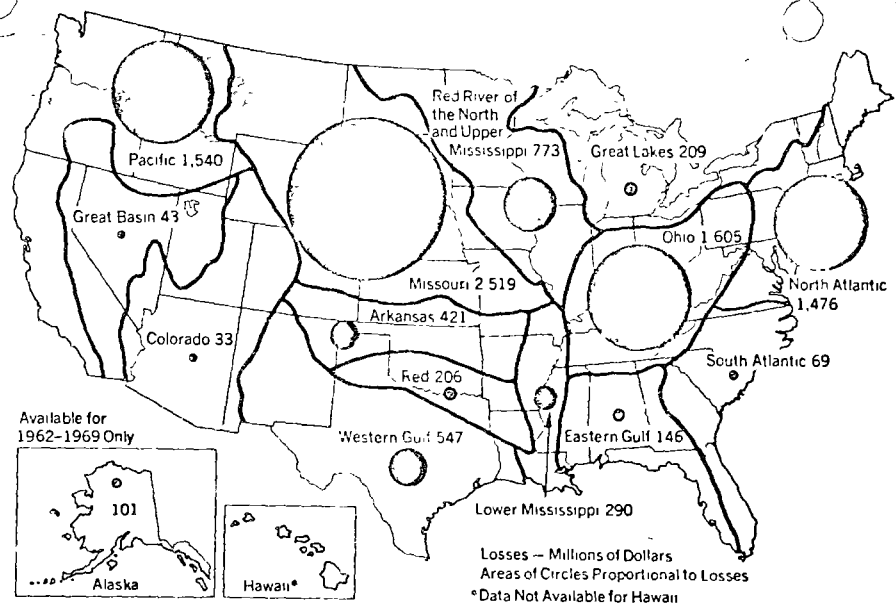 Red River of
the North
and Upper
Mississippi 773
Great Lakes 209
Pacific 1,540
Great Basin 43
Ohio 1 605
Missouri 2 519
North Atlantic
1,476
Arkansas 421
Colorado 33
South Atlantic 69
Red 206
Available for
1962-1969 Only
Western Gulf 547
Eastern Gulf 146
101
Lower Mississippi 290
Alaska
Hawaii*
Losses — Millions of Dollars
Areas of Circles Proportional to Losses
*Data Not Available for Hawaii